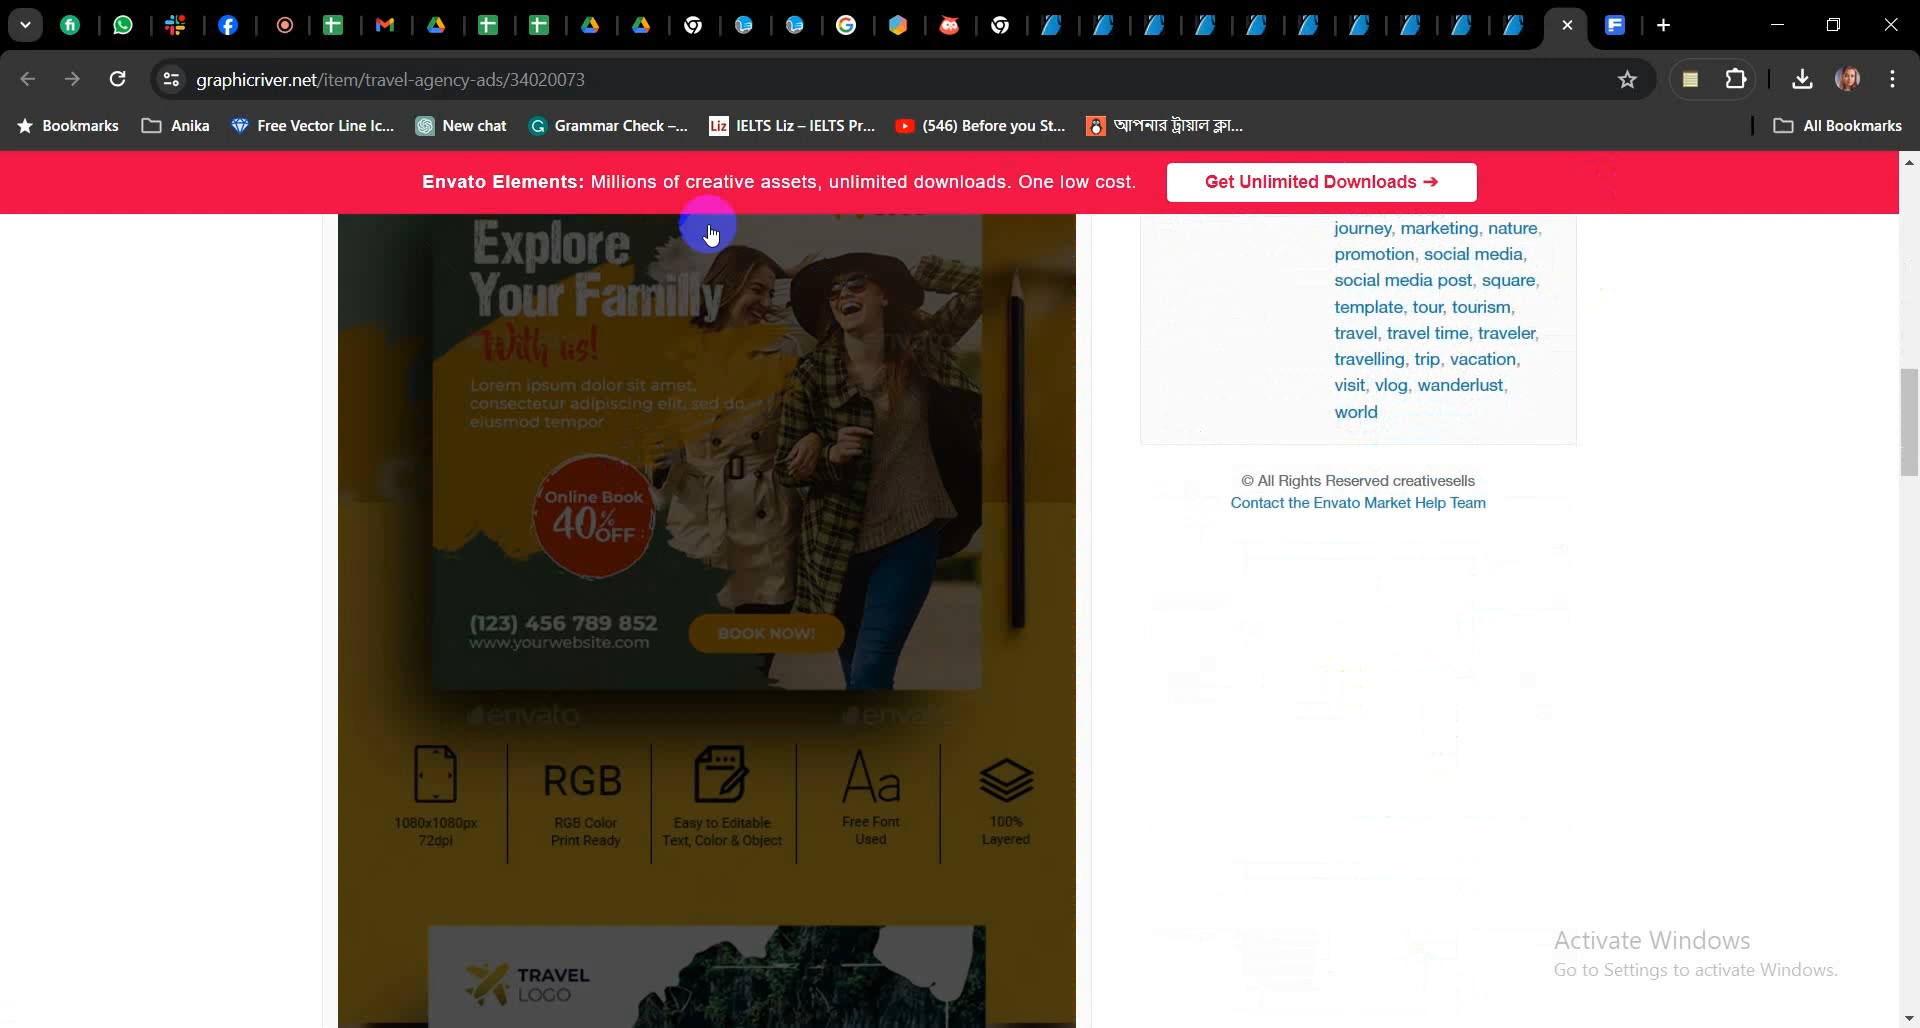 graphicriver.net/item/travel-agency-ads/34020073
Bookmarks
Anika
Free Vector Line Ic...
New chat
Grammar Check –...
IELTS Liz – IELTS Pr...
(546) Before you St...
আপনার ট্রায়াল ক্লা...
All Bookmarks
Envato Elements: Millions of creative assets, unlimited downloads. One low cost.
Get Unlimited Downloads →
Explore
Your Familly
With us!
Lorem ipsum dolor sit amet,
consectetur adipiscing elit, sed do
eiusmod tempor
Online Book
40% OFF
(123) 456 789 852
www.yourwebsite.com
BOOK NOW!
envato
envato
1080x1080px
72dpi
RGB
RGB Color
Print Ready
Easy to Editable
Text, Color & Object
Aa
Free Font
Used
100%
Layered
TRAVEL
LOGO
journey, marketing, nature,
promotion, social media,
social media post, square,
template, tour, tourism,
travel, travel time, traveler,
travelling, trip, vacation,
visit, vlog, wanderlust,
world
© All Rights Reserved creativesells
Contact the Envato Market Help Team
Activate Windows
Go to Settings to activate Windows.